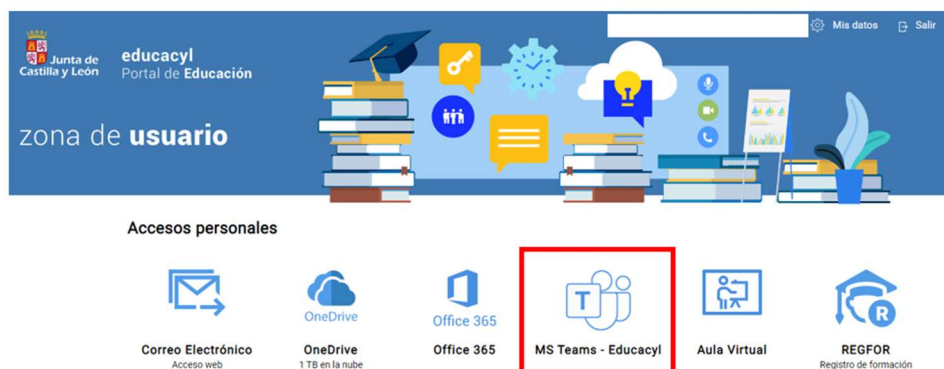 Mis datos
Salir
Junta de
Castilla y León
educacyl
Portal de Educación
zona de usuario
Accesos personales
OneDrive
Office 365
T
R
Correo Electrónico
Acceso web
OneDrive
1 TB en la nube
Office 365
MS Teams - Educacyl
Aula Virtual
REGFOR
Registro de formación